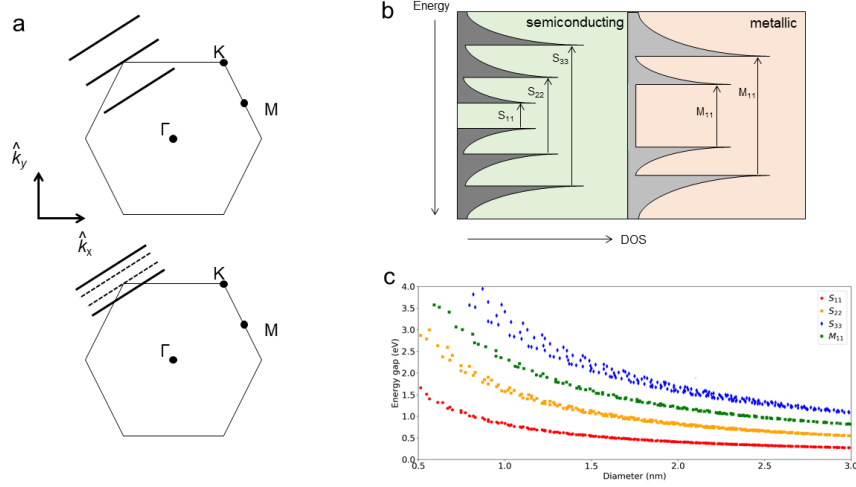 a
K
M
Γ
k̂y
k̂x
K
M
Γ
b
Energy
semiconducting
metallic
S33
S22
S11
M11
M11
DOS
c
Energy gap (eV)
4.0
3.5
3.0
2.5
2.0
1.5
1.0
0.5
0.0
S11
S22
S33
M11
0.5
1.0
1.5
2.0
2.5
3.0
Diameter (nm)